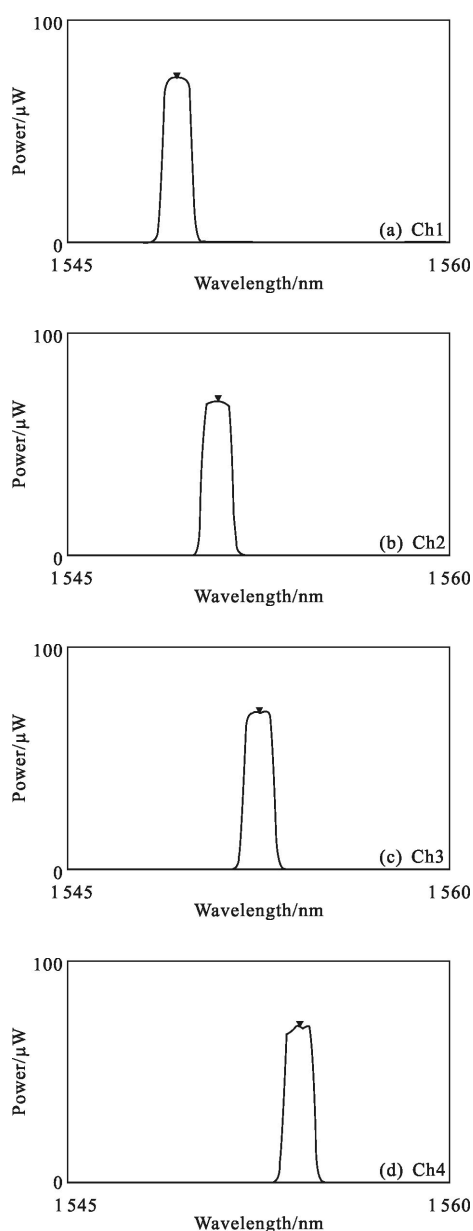 100
Power/μW
(a) Ch1
0
1 545
1 560
Wavelength/nm
100
Power/μW
(b) Ch2
0
1 545
1 560
Wavelength/nm
100
Power/μW
(c) Ch3
0
1 545
1 560
Wavelength/nm
100
Power/μW
(d) Ch4
0
1 545
1 560
Wavelength/nm